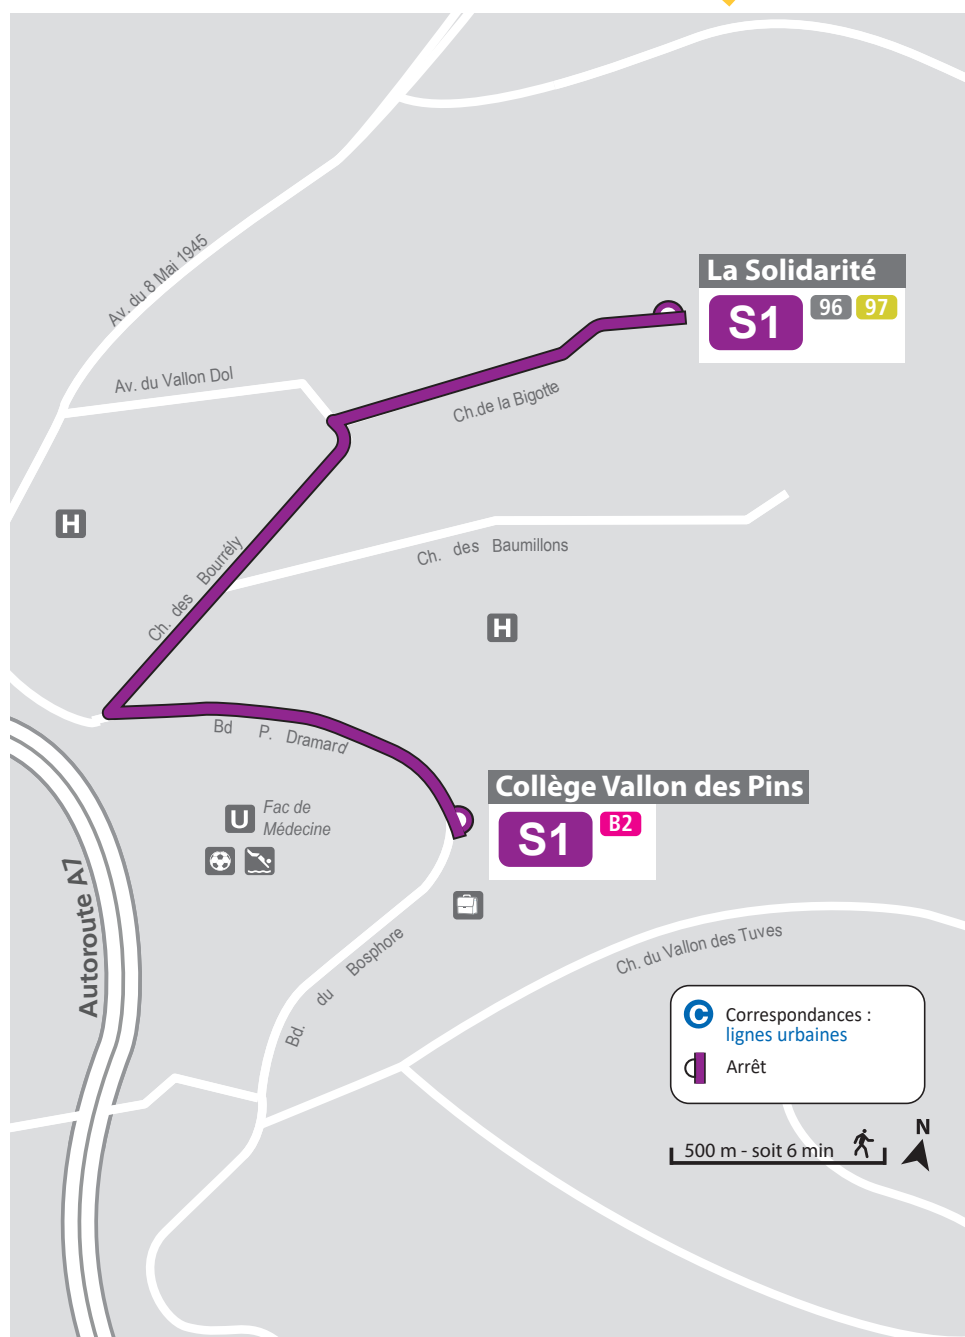 Av. du 8 Mai 1945
La Solidarité
S1 96 97
Av. du Vallon Dol
Ch.de la Bigotte
H
Ch. des Bourrély
Ch. des Baumillons
H
Bd P. Dramard
Collège Vallon des Pins
S1 B2
U Fac de
Médecine
Autoroute A7
Bd. du Bosphore
Ch. du Vallon des Tuves
C Correspondances :
lignes urbaines
Arrêt
500 m - soit 6 min
N